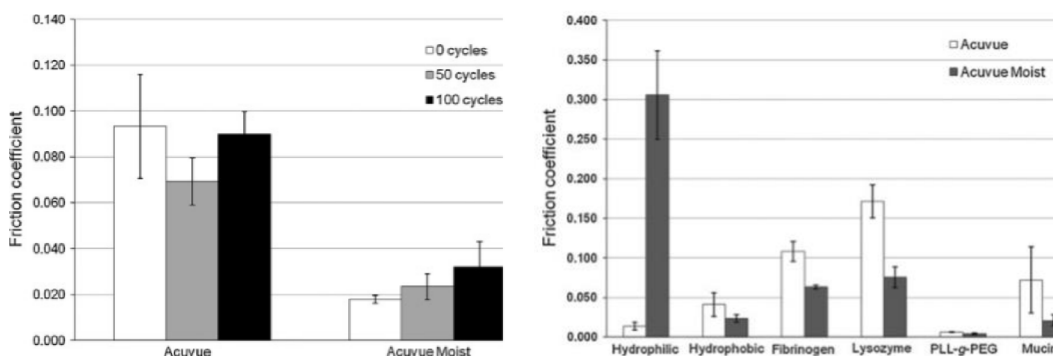 0.140
0.120
0.100
0.080
0.060
0.040
0.020
0.000
Friction coefficient
0 cycles
50 cycles
100 cycles
Acuvue
Acuvue Moist
0.400
0.350
0.300
0.250
0.200
0.150
0.100
0.050
0.000
Friction coefficient
Acuvue
Acuvue Moist
Hydrophilic Hydrophobic Fibrinogen Lysozyme PLL-g-PEG Mucin